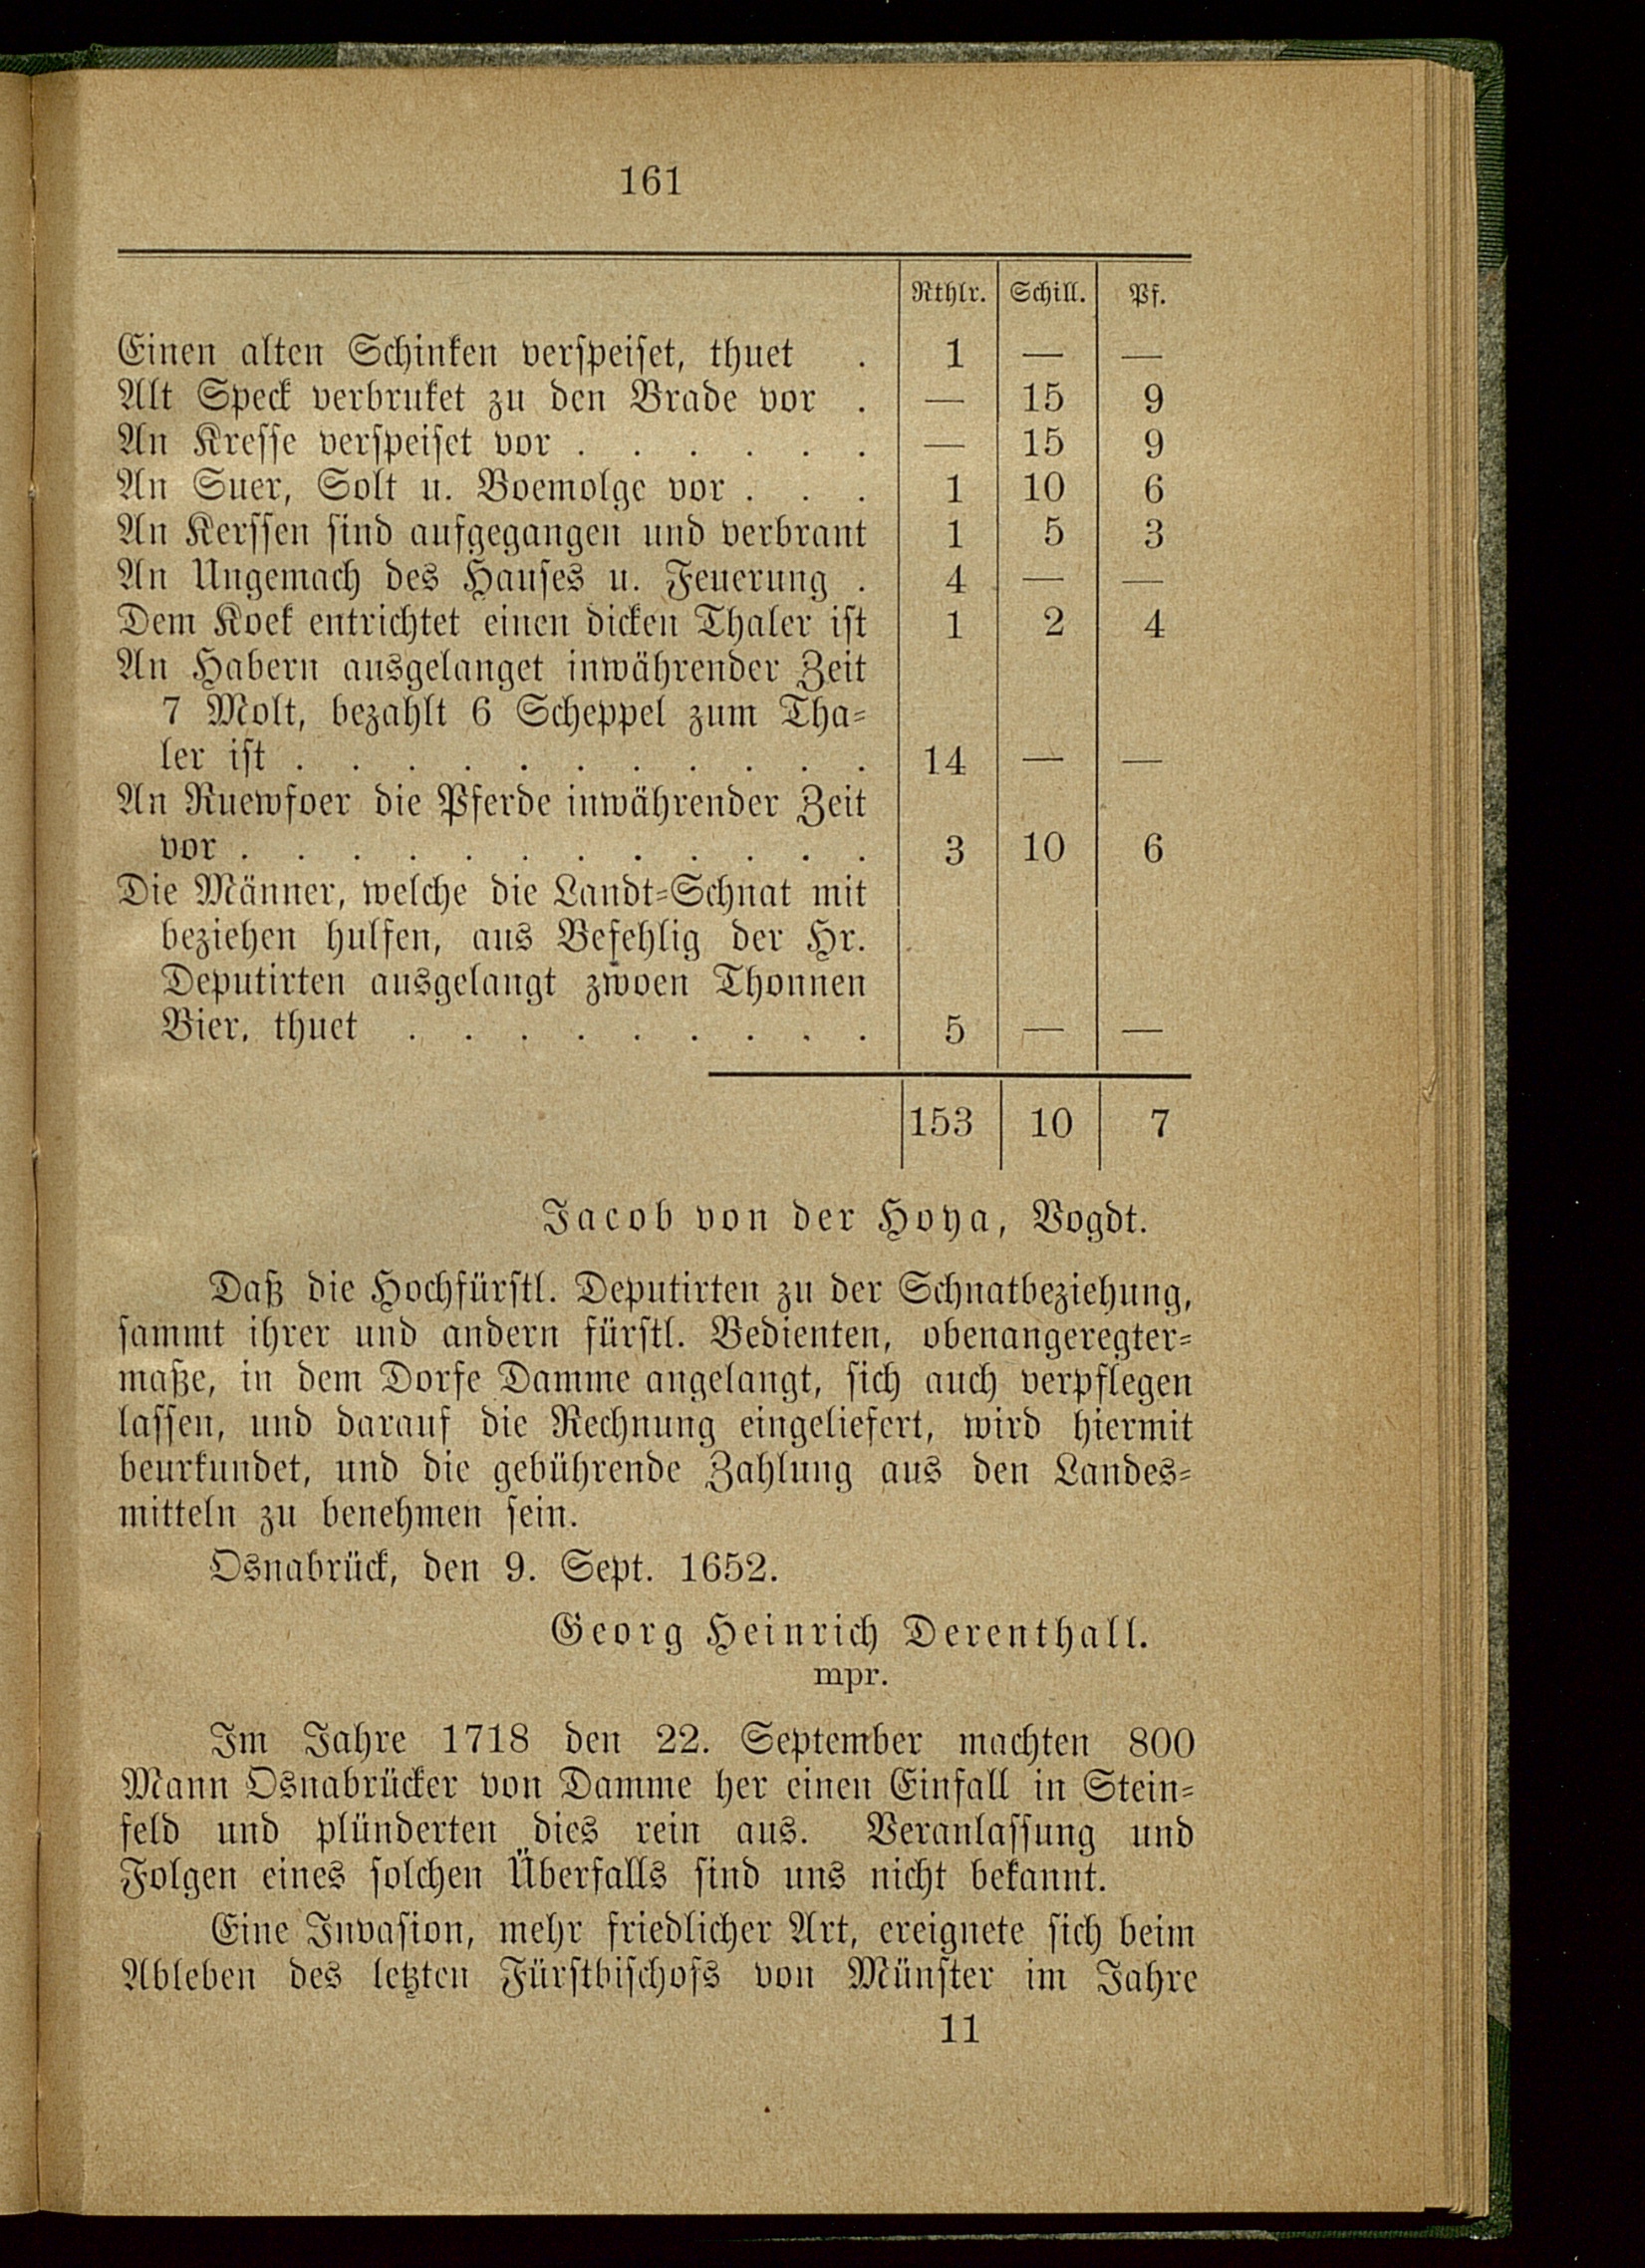 161
Rthlr. Schill. Pf.
Einen alten Schinken verspeiset, thuet . 1 — —
Alt Speck verbruket zu den Brade vor . — 15 9
An Kresse verspeiset vor . . . . . . — 15 9
An Suer, Solt u. Boemolge vor . . . 1 10 6
An Kerssen sind aufgegangen und verbrant 1 5 3
An Ungemach des Hauses u. Feuerung . 4 — —
Dem Koek entrichtet einen dicken Thaler ist 1 2 4
An Habern ausgelanget inwährender Zeit
7 Molt, bezahlt 6 Scheppel zum Tha-
ler ist . . . . . . . . . . . 14 — —
An Ruewfoer die Pferde inwährender Zeit
vor . . . . . . . . . . . . 3 10 6
Die Männer, welche die Landt-Schnat mit
beziehen hulfen, aus Befehlig der Hr.
Deputirten ausgelangt zwoen Thonnen
Bier, thuet . . . . . . . . . 5 — —
153 10 7
Jacob von der Hoya, Vogdt.
Daß die Hochfürstl. Deputirten zu der Schnatbeziehung,
sammt ihrer und andern fürstl. Bedienten, obenangeregter-
maße, in dem Dorfe Damme angelangt, sich auch verpflegen
lassen, und darauf die Rechnung eingeliefert, wird hiermit
beurkundet, und die gebührende Zahlung aus den Landes-
mitteln zu benehmen sein.
Osnabrück, den 9. Sept. 1652.
Georg Heinrich Derenthall.
mpr.
Im Jahre 1718 den 22. September machten 800
Mann Osnabrücker von Damme her einen Einfall in Stein-
feld und plünderten dies rein aus. Veranlassung und
Folgen eines solchen Überfalls sind uns nicht bekannt.
Eine Invasion, mehr friedlicher Art, ereignete sich beim
Ableben des letzten Fürstbischofs von Münster im Jahre
11